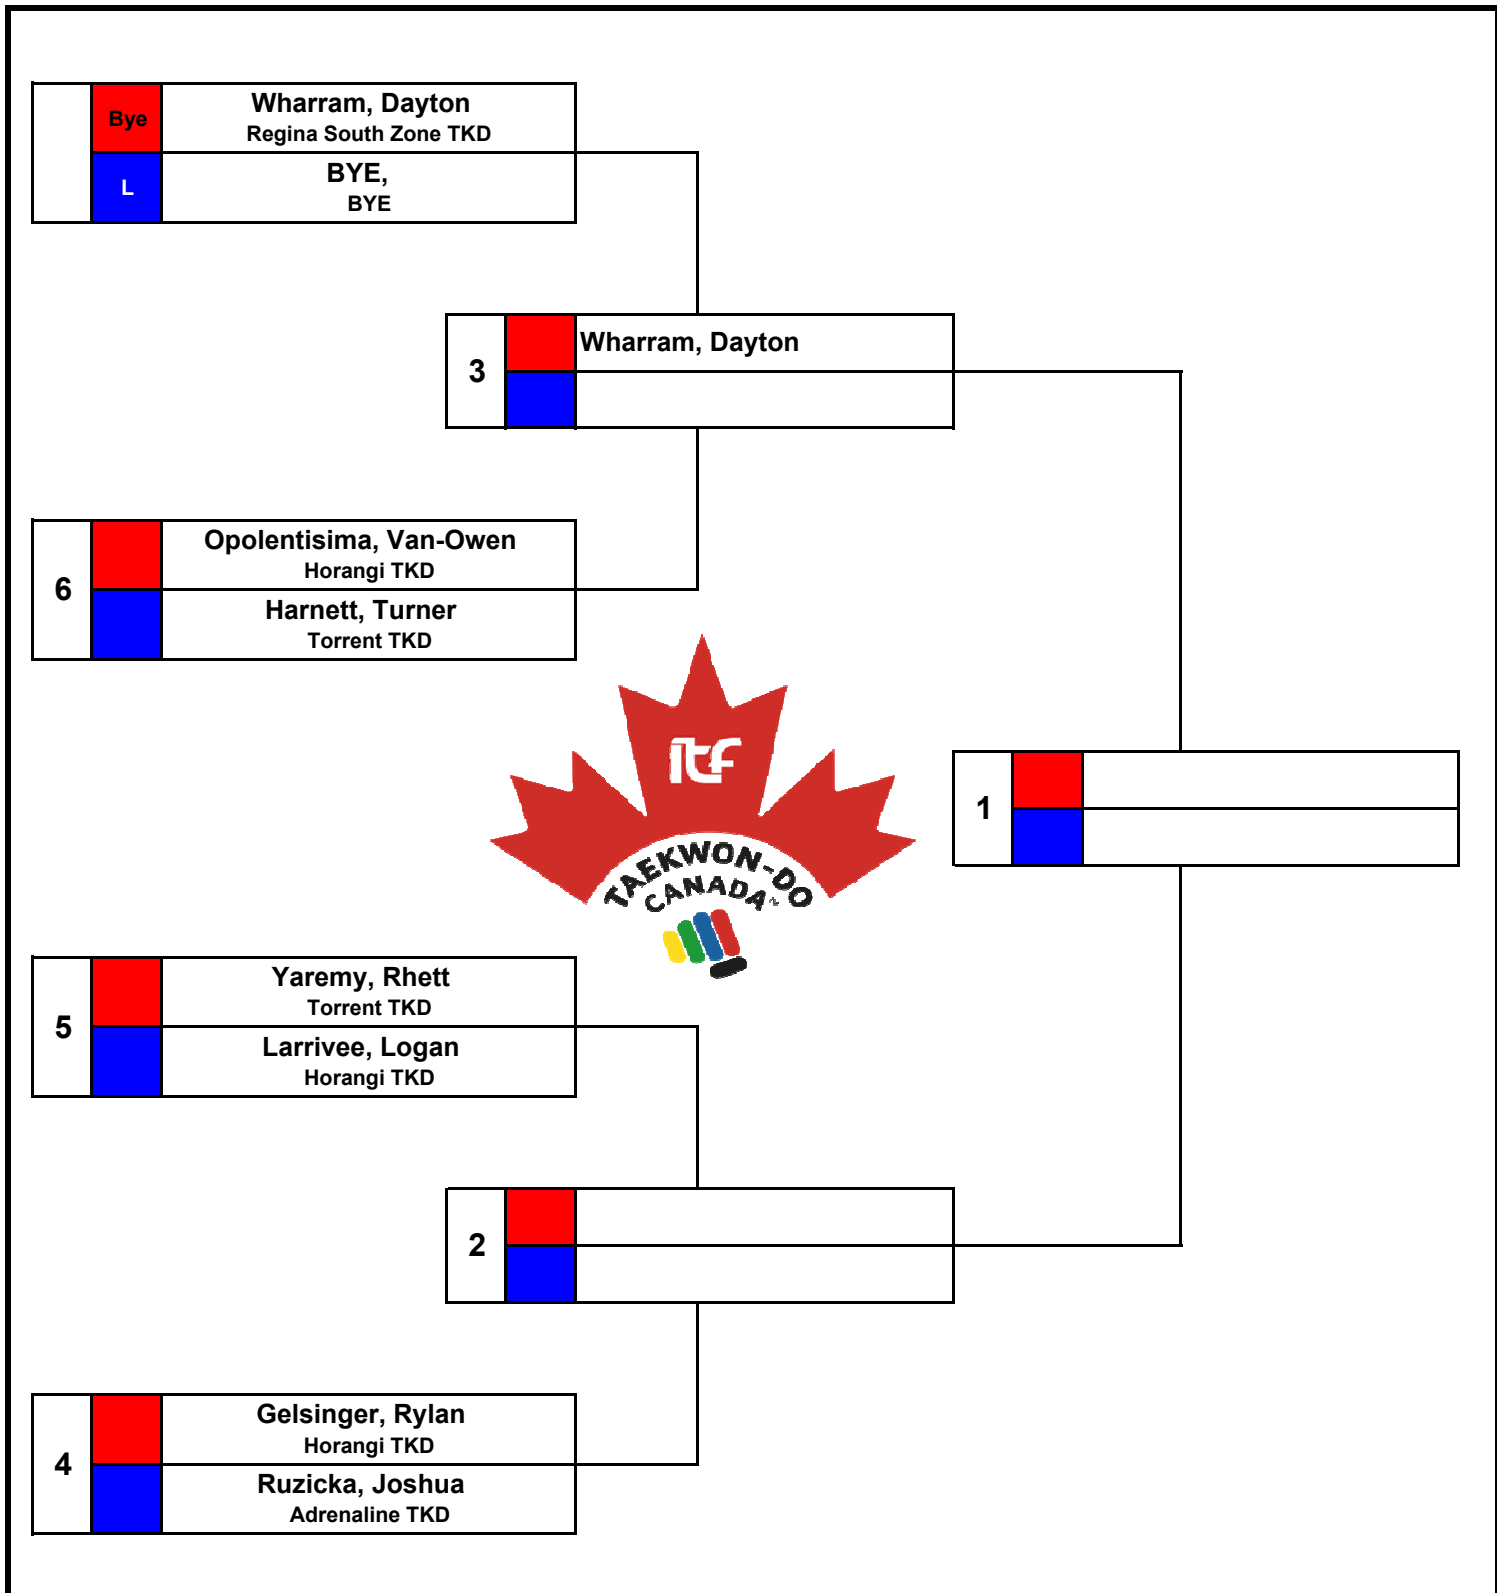 Bye
Wharram, Dayton
Regina South Zone TKD
L
BYE,
BYE
3
Wharram, Dayton
6
Opolentisima, Van-Owen
Horangi TKD
Harnett, Turner
Torrent TKD
itf
TAEKWON-DO
CANADA
1
5
Yaremy, Rhett
Torrent TKD
Larrivee, Logan
Horangi TKD
2
4
Gelsinger, Rylan
Horangi TKD
Ruzicka, Joshua
Adrenaline TKD